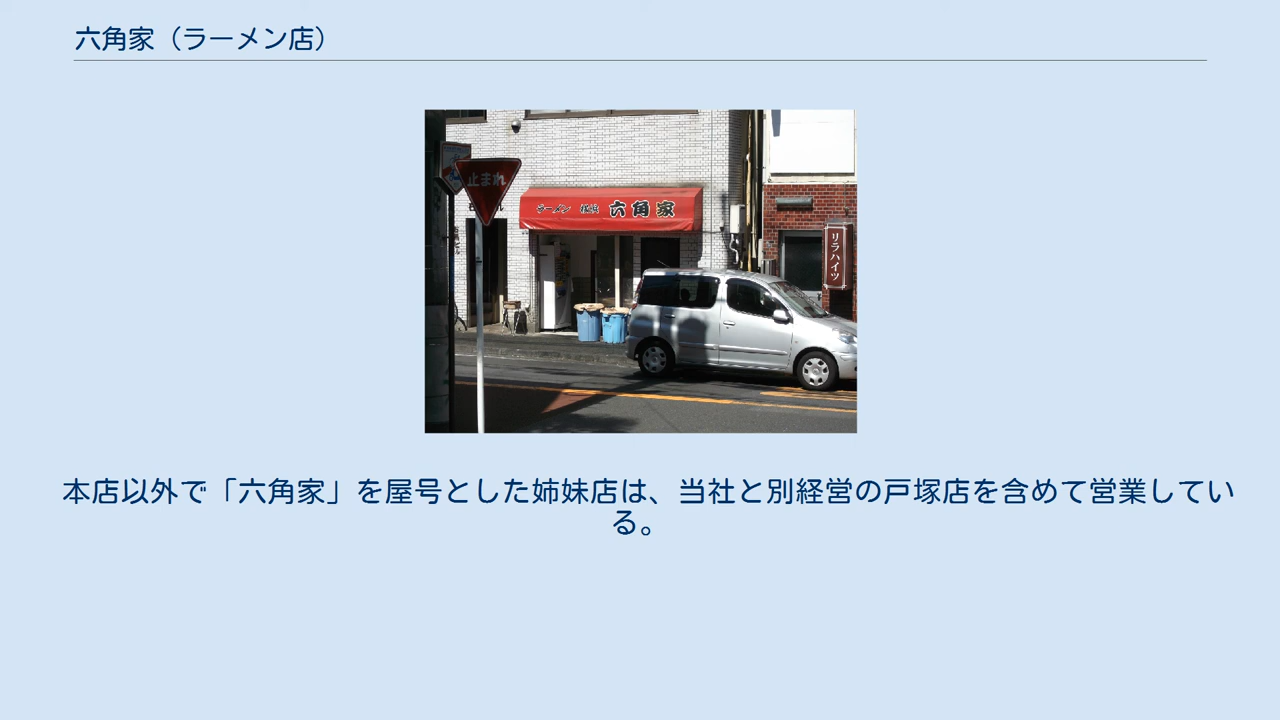 六角家（ラーメン店）
止まれ
ラーメン
六角家
リラハイツ
本店以外で「六角家」を屋号とした姉妹店は、当社と別経営の戸塚店を含めて営業してい
る。